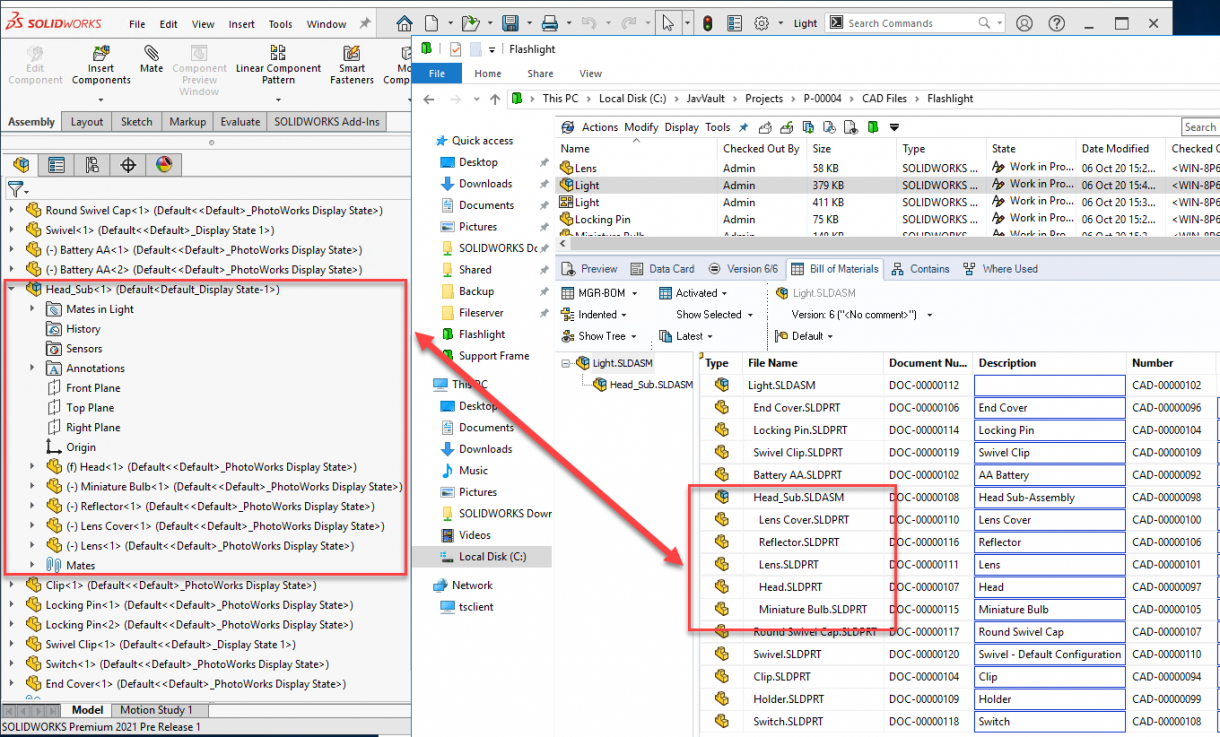 SOLIDWORKS File Edit View Insert Tools Window Light Search Commands
Edit Component
Insert Components
Mate
Component Preview Window
Linear Component Pattern
Smart Fasteners
Assembly Layout Sketch Markup Evaluate SOLIDWORKS Add-Ins
Round Swivel Cap<1> (Default<<Default>_PhotoWorks Display State>)
Swivel<1> (Default<<Default>_Display State 1>)
(-) Battery AA<1> (Default<<Default>_PhotoWorks Display State>)
(-) Battery AA<2> (Default<<Default>_PhotoWorks Display State>)
Head_Sub<1> (Default<Default_Display State-1>)
Mates in Light
History
Sensors
Annotations
Front Plane
Top Plane
Right Plane
Origin
(f) Head<1> (Default<<Default>_PhotoWorks Display State>)
(-) Miniature Bulb<1> (Default<<Default>_PhotoWorks Display State>)
(-) Reflector<1> (Default<<Default>_PhotoWorks Display State>)
(-) Lens Cover<1> (Default<<Default>_PhotoWorks Display State>)
(-) Lens<1> (Default<<Default>_PhotoWorks Display State>)
Mates
Clip<1> (Default<<Default>_PhotoWorks Display State>)
Locking Pin<1> (Default<<Default>_PhotoWorks Display State>)
Locking Pin<2> (Default<<Default>_PhotoWorks Display State>)
Swivel Clip<1> (Default<<Default>_Display State 1>)
Switch<1> (Default<<Default>_PhotoWorks Display State>)
End Cover<1> (Default<<Default>_PhotoWorks Display State>)
Model Motion Study 1
SOLIDWORKS Premium 2021 Pre Release 1
Flashlight
File Home Share View
This PC Local Disk (C:) JavVault Projects P-00004 CAD Files Flashlight
Quick access
Desktop
Downloads
Documents
Pictures
SOLIDWORKS Dc
Shared
Backup
Fileserver
Flashlight
Support Frame
This PC
Desktop
Documents
Downloads
Music
Pictures
SOLIDWORKS Dowr
Videos
Local Disk (C:)
Network
tsclient
Actions Modify Display Tools Search
Name Checked Out By Size Type State Date Modified Checked O
Lens Admin 58 KB SOLIDWORKS ... Work in Pro... 06 Oct 20 15:2... <WIN-8P6
Light Admin 379 KB SOLIDWORKS ... Work in Pro... 06 Oct 20 15:4... <WIN-8P6
Light Admin 411 KB SOLIDWORKS ... Work in Pro... 06 Oct 20 15:3... <WIN-8P6
Locking Pin Admin 75 KB SOLIDWORKS ... Work in Pro... 06 Oct 20 15:2... <WIN-8P6
Miniature Bulb Admin 148 KB SOLIDWORKS
Preview Data Card Version 6/6 Bill of Materials Contains Where Used
MGR-BOM Activated Light.SLDASM
Indented Show Selected Version: 6 ("<No comment>")
Show Tree Latest Default
Light.SLDASM
Head_Sub.SLDASM
Type File Name Document Nu... Description Number
Light.SLDASM DOC-00000112 CAD-00000102
End Cover.SLDPRT DOC-00000106 End Cover CAD-00000096
Locking Pin.SLDPRT DOC-00000114 Locking Pin CAD-00000104
Swivel Clip.SLDPRT DOC-00000119 Swivel Clip CAD-00000109
Battery AA.SLDPRT DOC-00000102 AA Battery CAD-00000092
Head_Sub.SLDASM DOC-00000108 Head Sub-Assembly CAD-00000098
Lens Cover.SLDPRT DOC-00000110 Lens Cover CAD-00000100
Reflector.SLDPRT DOC-00000116 Reflector CAD-00000106
Lens.SLDPRT DOC-00000111 Lens CAD-00000101
Head.SLDPRT DOC-00000107 Head CAD-00000097
Miniature Bulb.SLDPRT DOC-00000115 Miniature Bulb CAD-00000105
Round Swivel Cap.SLDPRT DOC-00000117 Round Swivel Cap CAD-00000107
Swivel.SLDPRT DOC-00000120 Swivel - Default Configuration CAD-00000110
Clip.SLDPRT DOC-00000104 Clip CAD-00000094
Holder.SLDPRT DOC-00000109 Holder CAD-00000099
Switch.SLDPRT DOC-00000118 Switch CAD-00000108